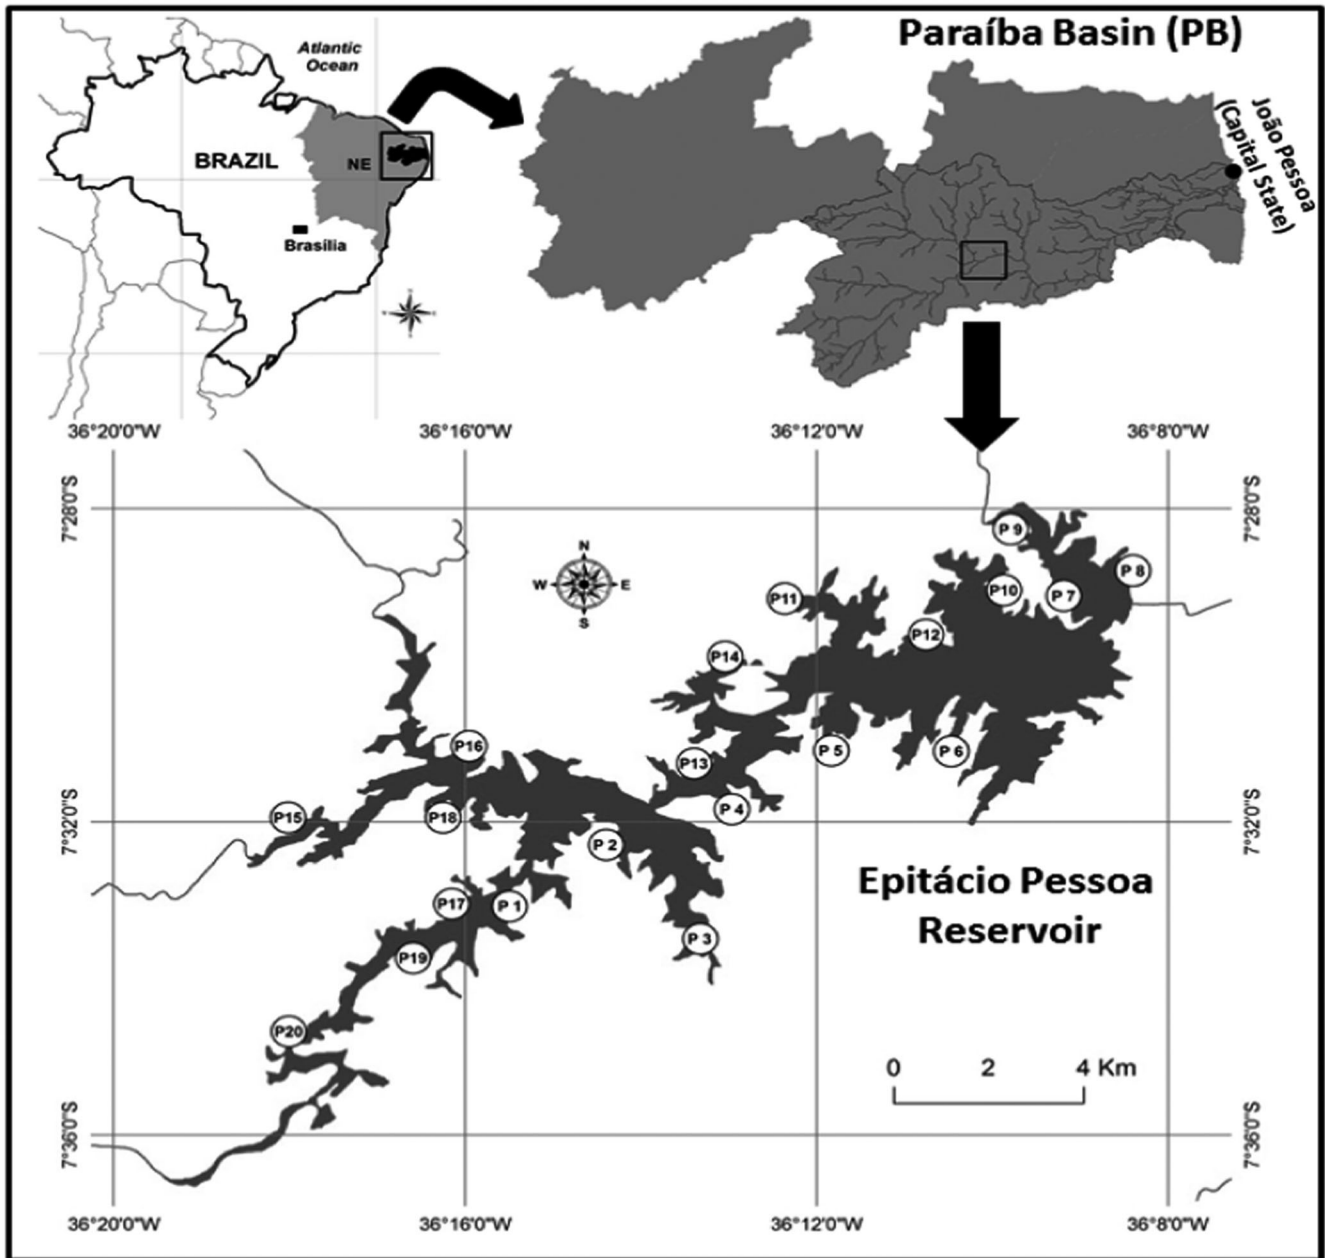 Paraíba Basin (PB)
Atlantic
Ocean
BRAZIL
NE
Brasília
João Pessoa
(Capital State)
36°20'0"W
36°16'0"W
36°12'0"W
36°8'0"W
7°28'0"S
7°28'0"S
N
W
E
S
P 9
P 8
P10
P 7
P11
P12
P14
P16
P 5
P 6
P13
P 4
P15
P18
7°32'0"S
7°32'0"S
P 2
P17
P 1
P 3
P19
P20
Epitácio Pessoa
Reservoir
0
2
4 Km
7°36'0"S
7°36'0"S
36°20'0"W
36°16'0"W
36°12'0"W
36°8'0"W